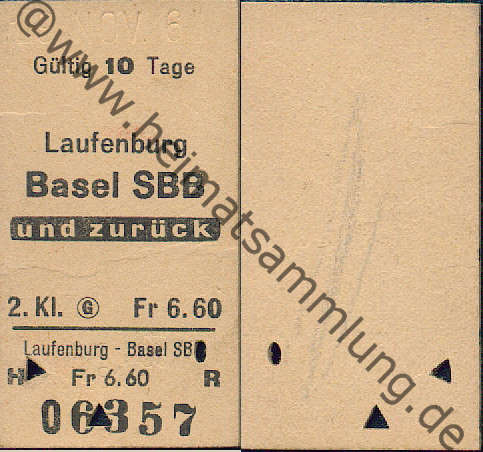 Gültig 10 Tage
Laufenburg
Basel SBB
und zurück
2. Kl. G Fr 6.60
Laufenburg - Basel SBB
H Fr 6.60 R
06357
@www.heimatsammlung.de